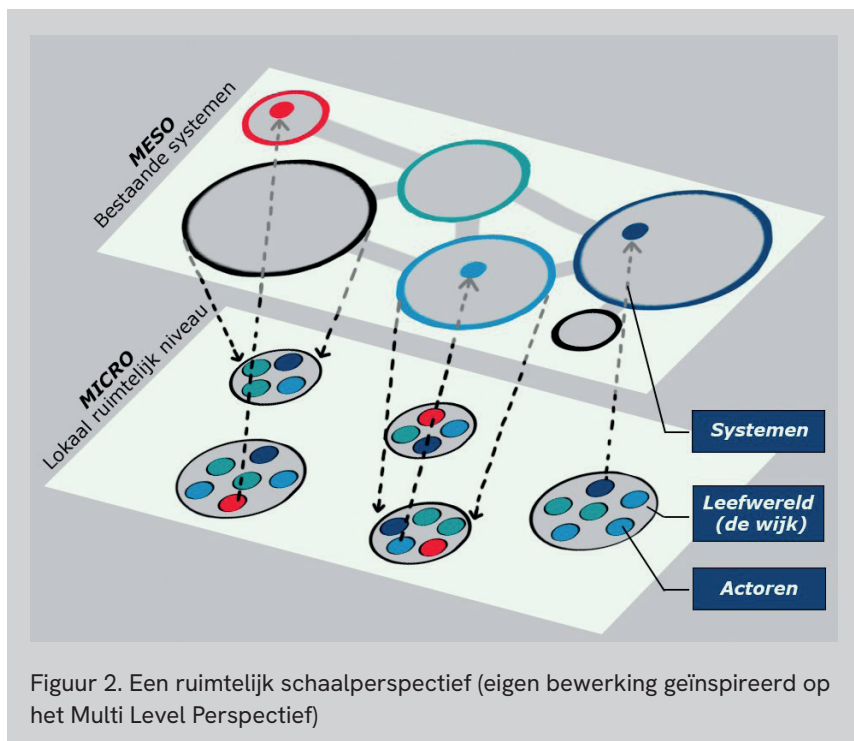 MESO
Bestaande systemen
MICRO
Lokaal ruimtelijk niveau
Systemen
Leefwereld
(de wijk)
Actoren
Figuur 2. Een ruimtelijk schaalperspectief (eigen bewerking geïnspireerd op
het Multi Level Perspectief)